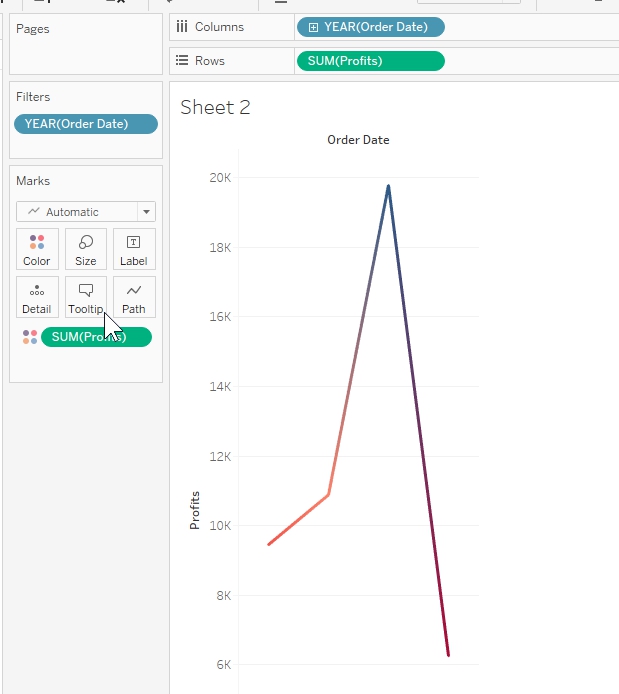 Pages
Columns
YEAR(Order Date)
Rows
SUM(Profits)
Filters
YEAR(Order Date)
Marks
Automatic
Color
Size
Label
Detail
Tooltip
Path
SUM(Profits)
Sheet 2
Order Date
20K
18K
16K
14K
12K
10K
8K
6K
Profits